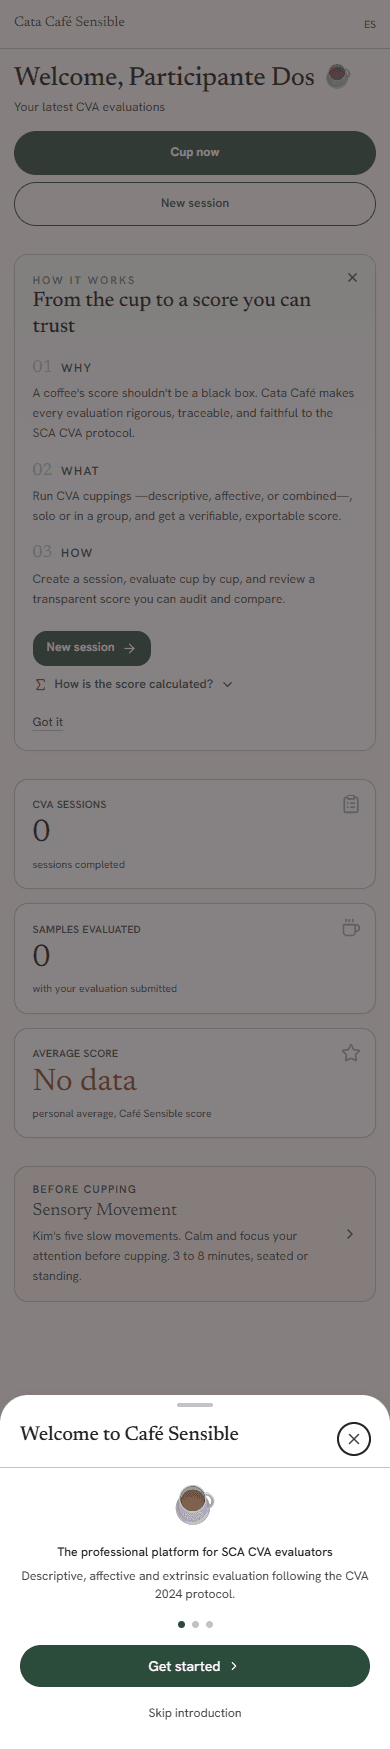 Cata Café Sensible
ES
Welcome, Participante Dos
Your latest CVA evaluations
Cup now
New session
HOW IT WORKS
From the cup to a score you can
trust
01 WHY
A coffee's score shouldn't be a black box. Cata Café makes
every evaluation rigorous, traceable, and faithful to the
SCA CVA protocol.
02 WHAT
Run CVA cuppings —descriptive, affective, or combined—,
solo or in a group, and get a verifiable, exportable score.
03 HOW
Create a session, evaluate cup by cup, and review a
transparent score you can audit and compare.
New session →
Σ How is the score calculated?
Got it
CVA SESSIONS
0
sessions completed
SAMPLES EVALUATED
0
with your evaluation submitted
AVERAGE SCORE
No data
personal average, Café Sensible score
BEFORE CUPPING
Sensory Movement
Kim's five slow movements. Calm and focus your
attention before cupping. 3 to 8 minutes, seated or
standing.
Welcome to Café Sensible
The professional platform for SCA CVA evaluators
Descriptive, affective and extrinsic evaluation following the CVA
2024 protocol.
Get started
Skip introduction